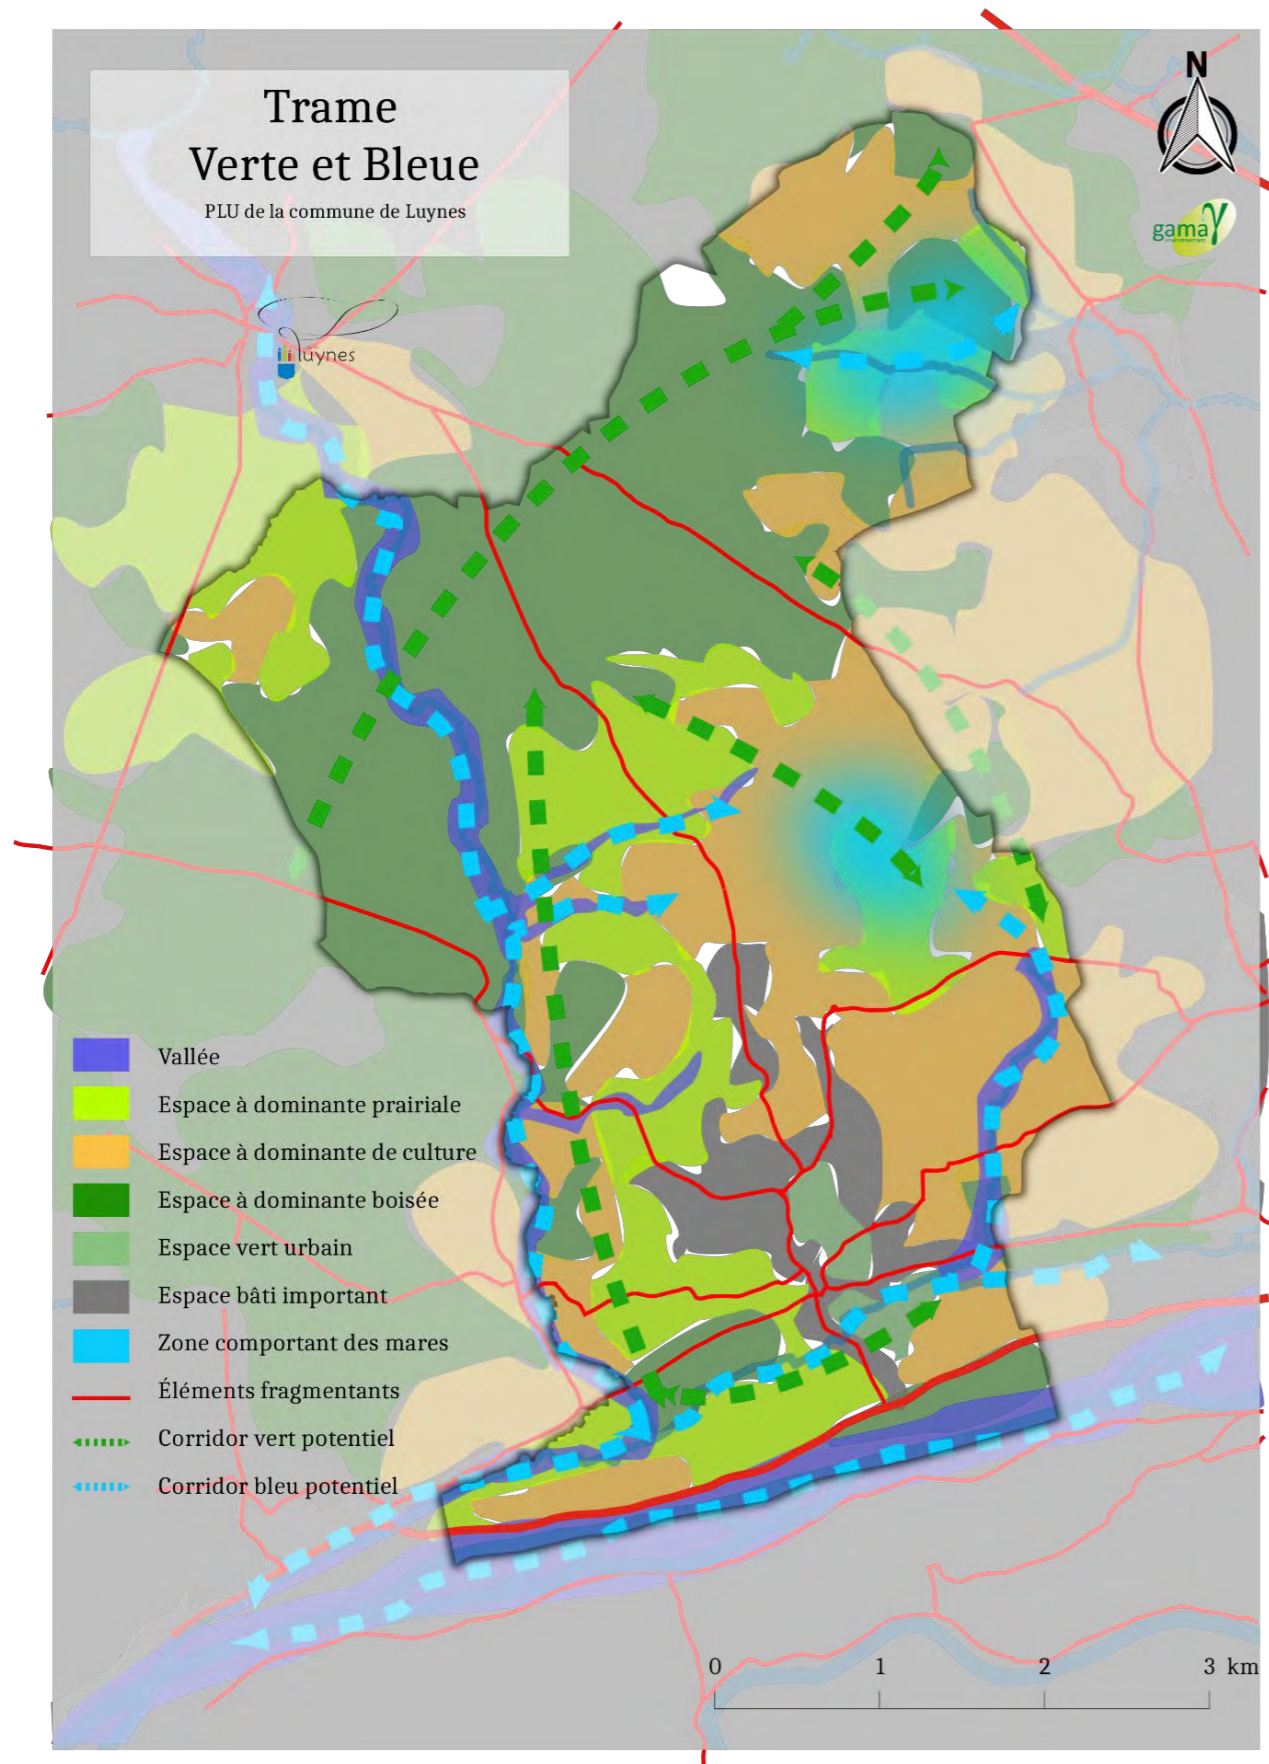 Trame
Verte et Bleue
PLU de la commune de Luynes
N
gama
environnement
luynes
Vallée
Espace à dominante prairiale
Espace à dominante de culture
Espace à dominante boisée
Espace vert urbain
Espace bâti important
Zone comportant des mares
Éléments fragmentants
Corridor vert potentiel
Corridor bleu potentiel
0 1 2 3 km